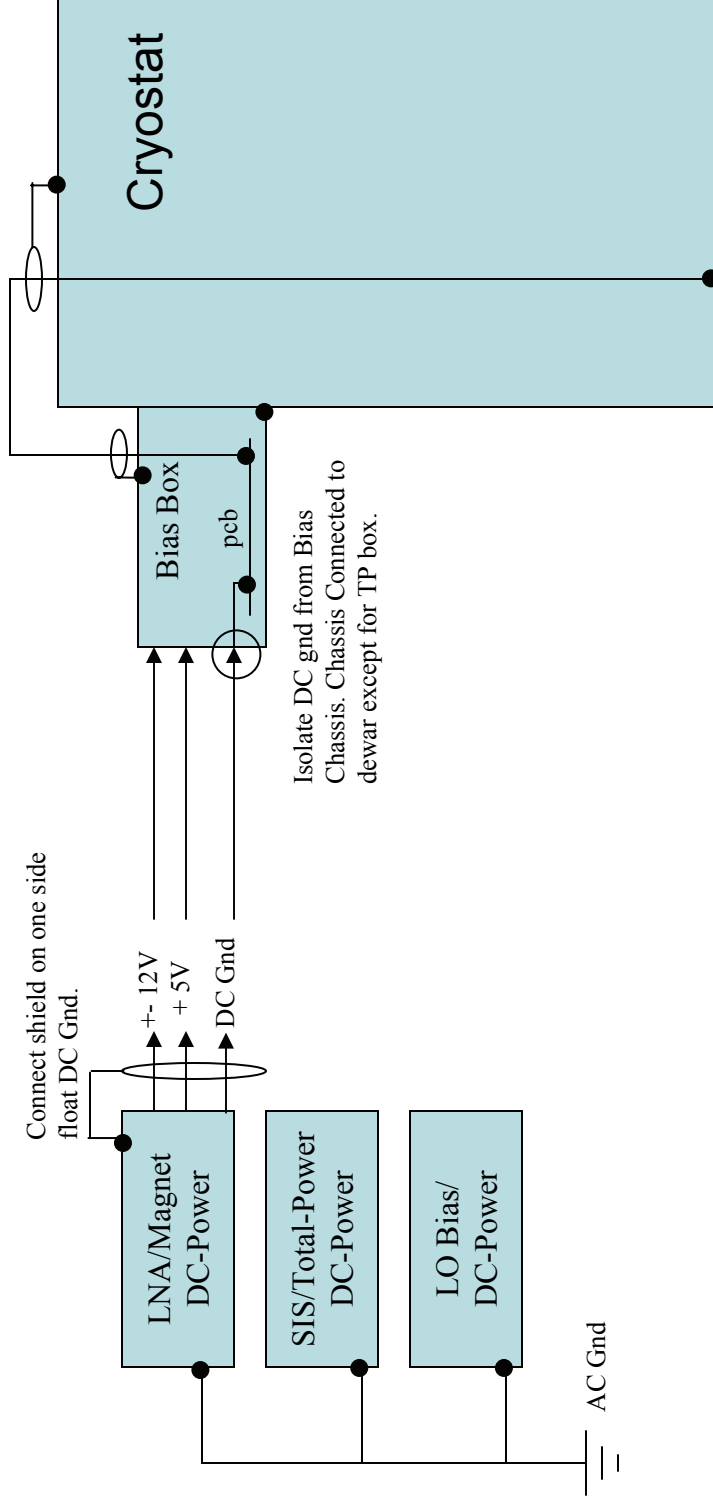 Connect shield on one side
float DC Gnd.
LNA/Magnet
DC-Power
+- 12V
+ 5V
DC Gnd
SIS/Total-Power
DC-Power
LO Bias/
DC-Power
AC Gnd
Bias Box
pcb
Isolate DC gnd from Bias
Chassis. Chassis Connected to
dewar except for TP box.
Cryostat